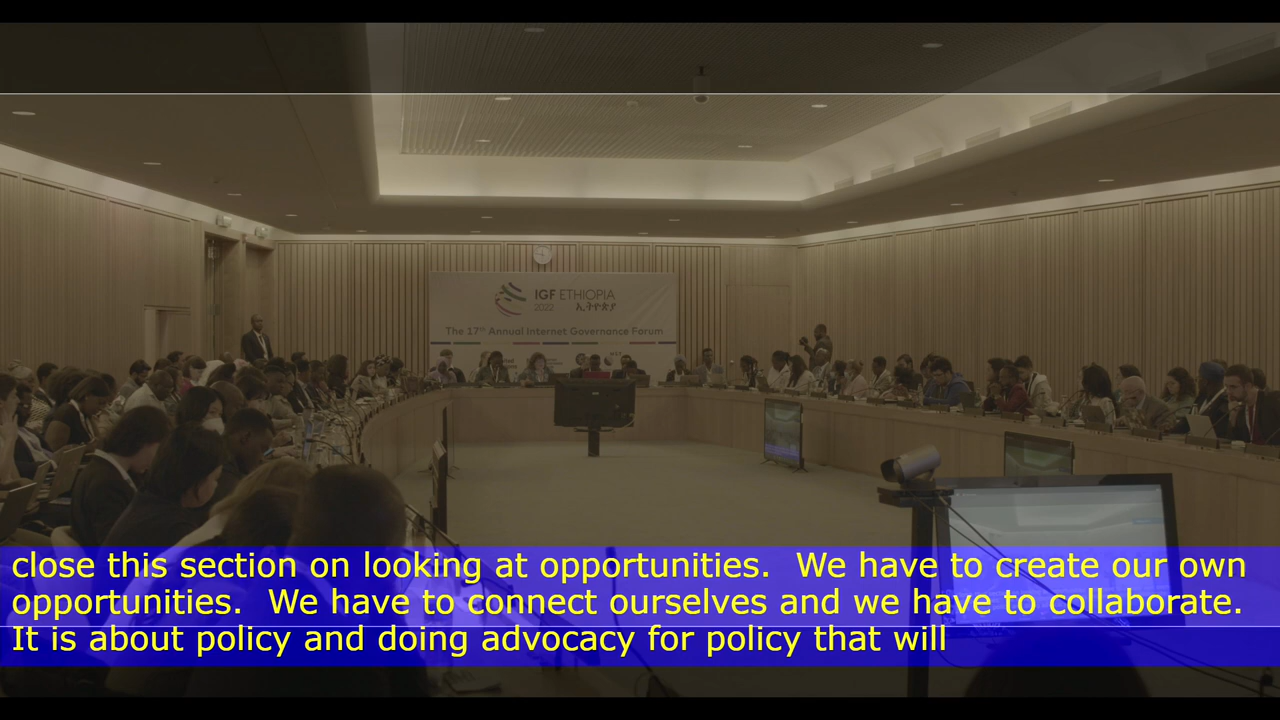 IGF ETHIOPIA
2022 ኢትዮጵያ
The 17th Annual Internet Governance Forum
close this section on looking at opportunities.  We have to create our own
opportunities.  We have to connect ourselves and we have to collaborate.
It is about policy and doing advocacy for policy that will